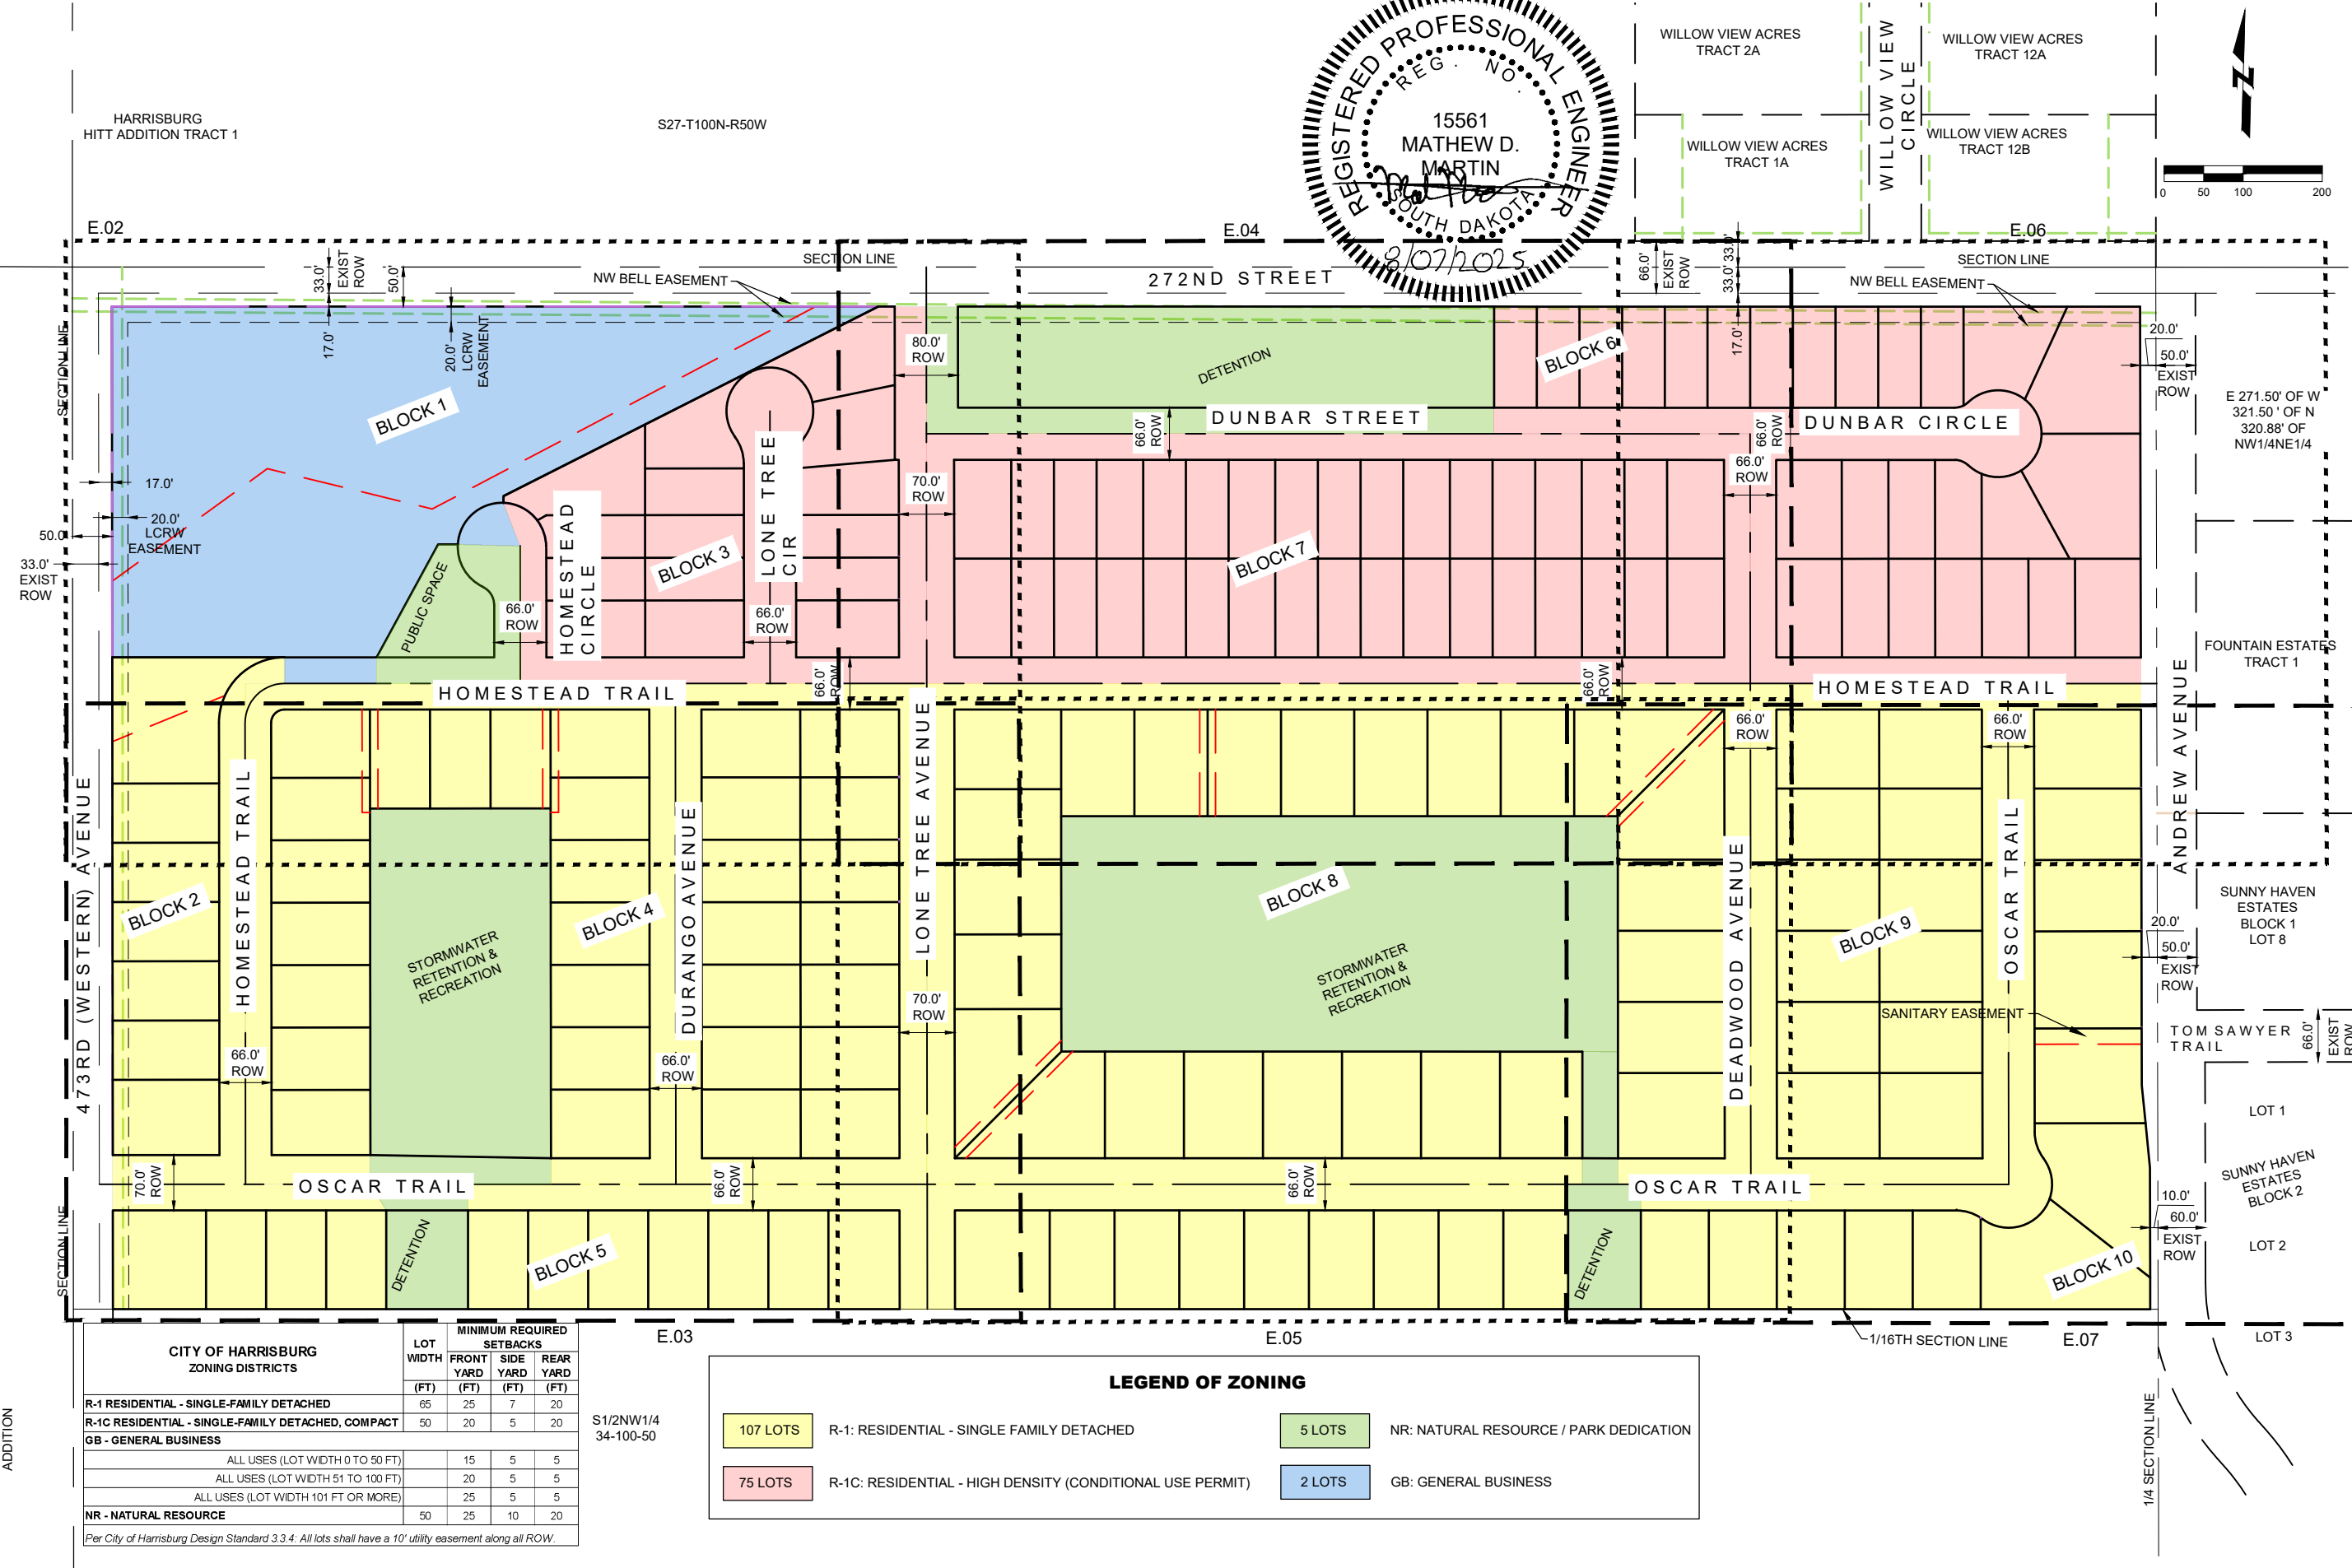 HARRISBURG
HITT ADDITION TRACT 1
S27-T100N-R50W
REGISTERED PROFESSIONAL ENGINEER
REG. NO.
15561
MATHEW D.
MARTIN
SOUTH DAKOTA
8/07/2025
WILLOW VIEW ACRES
TRACT 2A
WILLOW VIEW
CIRCLE
WILLOW VIEW ACRES
TRACT 12A
WILLOW VIEW ACRES
TRACT 1A
WILLOW VIEW ACRES
TRACT 12B
N
0 50 100 200
E.02
E.04
E.06
SECTION LINE
272ND STREET
SECTION LINE
33.0'
EXIST
ROW
50.0'
NW BELL EASEMENT
66.0'
EXIST
ROW
33.0'
33.0'
NW BELL EASEMENT
17.0'
20.0'
LCRW
EASEMENT
17.0'
SECTION LINE
BLOCK 1
80.0'
ROW
DETENTION
BLOCK 6
20.0'
50.0'
EXIST
ROW
E 271.50' OF W
321.50 ' OF N
320.88' OF
NW1/4NE1/4
66.0'
ROW
DUNBAR STREET
66.0'
ROW
DUNBAR CIRCLE
17.0'
20.0'
LCRW
EASEMENT
50.0'
33.0'
EXIST
ROW
LONE TREE
CIR
70.0'
ROW
66.0'
ROW
HOMESTEAD
CIRCLE
BLOCK 3
BLOCK 7
PUBLIC SPACE
66.0'
ROW
66.0'
ROW
66.0'
ROW
66.0'
ROW
FOUNTAIN ESTATES
TRACT 1
HOMESTEAD TRAIL
HOMESTEAD TRAIL
66.0'
ROW
66.0'
ROW
473RD (WESTERN) AVENUE
HOMESTEAD TRAIL
DURANGO AVENUE
LONE TREE AVENUE
DEADWOOD AVENUE
OSCAR TRAIL
ANDREW AVENUE
BLOCK 2
BLOCK 4
BLOCK 8
BLOCK 9
STORMWATER
RETENTION &
RECREATION
STORMWATER
RETENTION &
RECREATION
SUNNY HAVEN
ESTATES
BLOCK 1
LOT 8
20.0'
50.0'
EXIST
ROW
70.0'
ROW
SANITARY EASEMENT
TOM SAWYER
TRAIL
66.0'
EXIST
ROW
66.0'
ROW
66.0'
ROW
LOT 1
70.0'
ROW
OSCAR TRAIL
66.0'
ROW
66.0'
ROW
OSCAR TRAIL
SUNNY HAVEN
ESTATES
BLOCK 2
10.0'
60.0'
EXIST
ROW
LOT 2
SECTION LINE
DETENTION
BLOCK 5
DETENTION
BLOCK 10
E.03
E.05
1/16TH SECTION LINE
E.07
LOT 3
CITY OF HARRISBURG
ZONING DISTRICTS
LOT
WIDTH
MINIMUM REQUIRED
SETBACKS
FRONT
YARD
SIDE
YARD
REAR
YARD
(FT) (FT) (FT) (FT)
R-1 RESIDENTIAL - SINGLE-FAMILY DETACHED 65 25 7 20
R-1C RESIDENTIAL - SINGLE-FAMILY DETACHED, COMPACT 50 20 5 20
GB - GENERAL BUSINESS
ALL USES (LOT WIDTH 0 TO 50 FT) 15 5 5
ALL USES (LOT WIDTH 51 TO 100 FT) 20 5 5
ALL USES (LOT WIDTH 101 FT OR MORE) 25 5 5
NR - NATURAL RESOURCE 50 25 10 20
Per City of Harrisburg Design Standard 3.3.4: All lots shall have a 10' utility easement along all ROW.
S1/2NW1/4
34-100-50
LEGEND OF ZONING
107 LOTS R-1: RESIDENTIAL - SINGLE FAMILY DETACHED
5 LOTS NR: NATURAL RESOURCE / PARK DEDICATION
75 LOTS R-1C: RESIDENTIAL - HIGH DENSITY (CONDITIONAL USE PERMIT)
2 LOTS GB: GENERAL BUSINESS
ADDITION
1/4 SECTION LINE